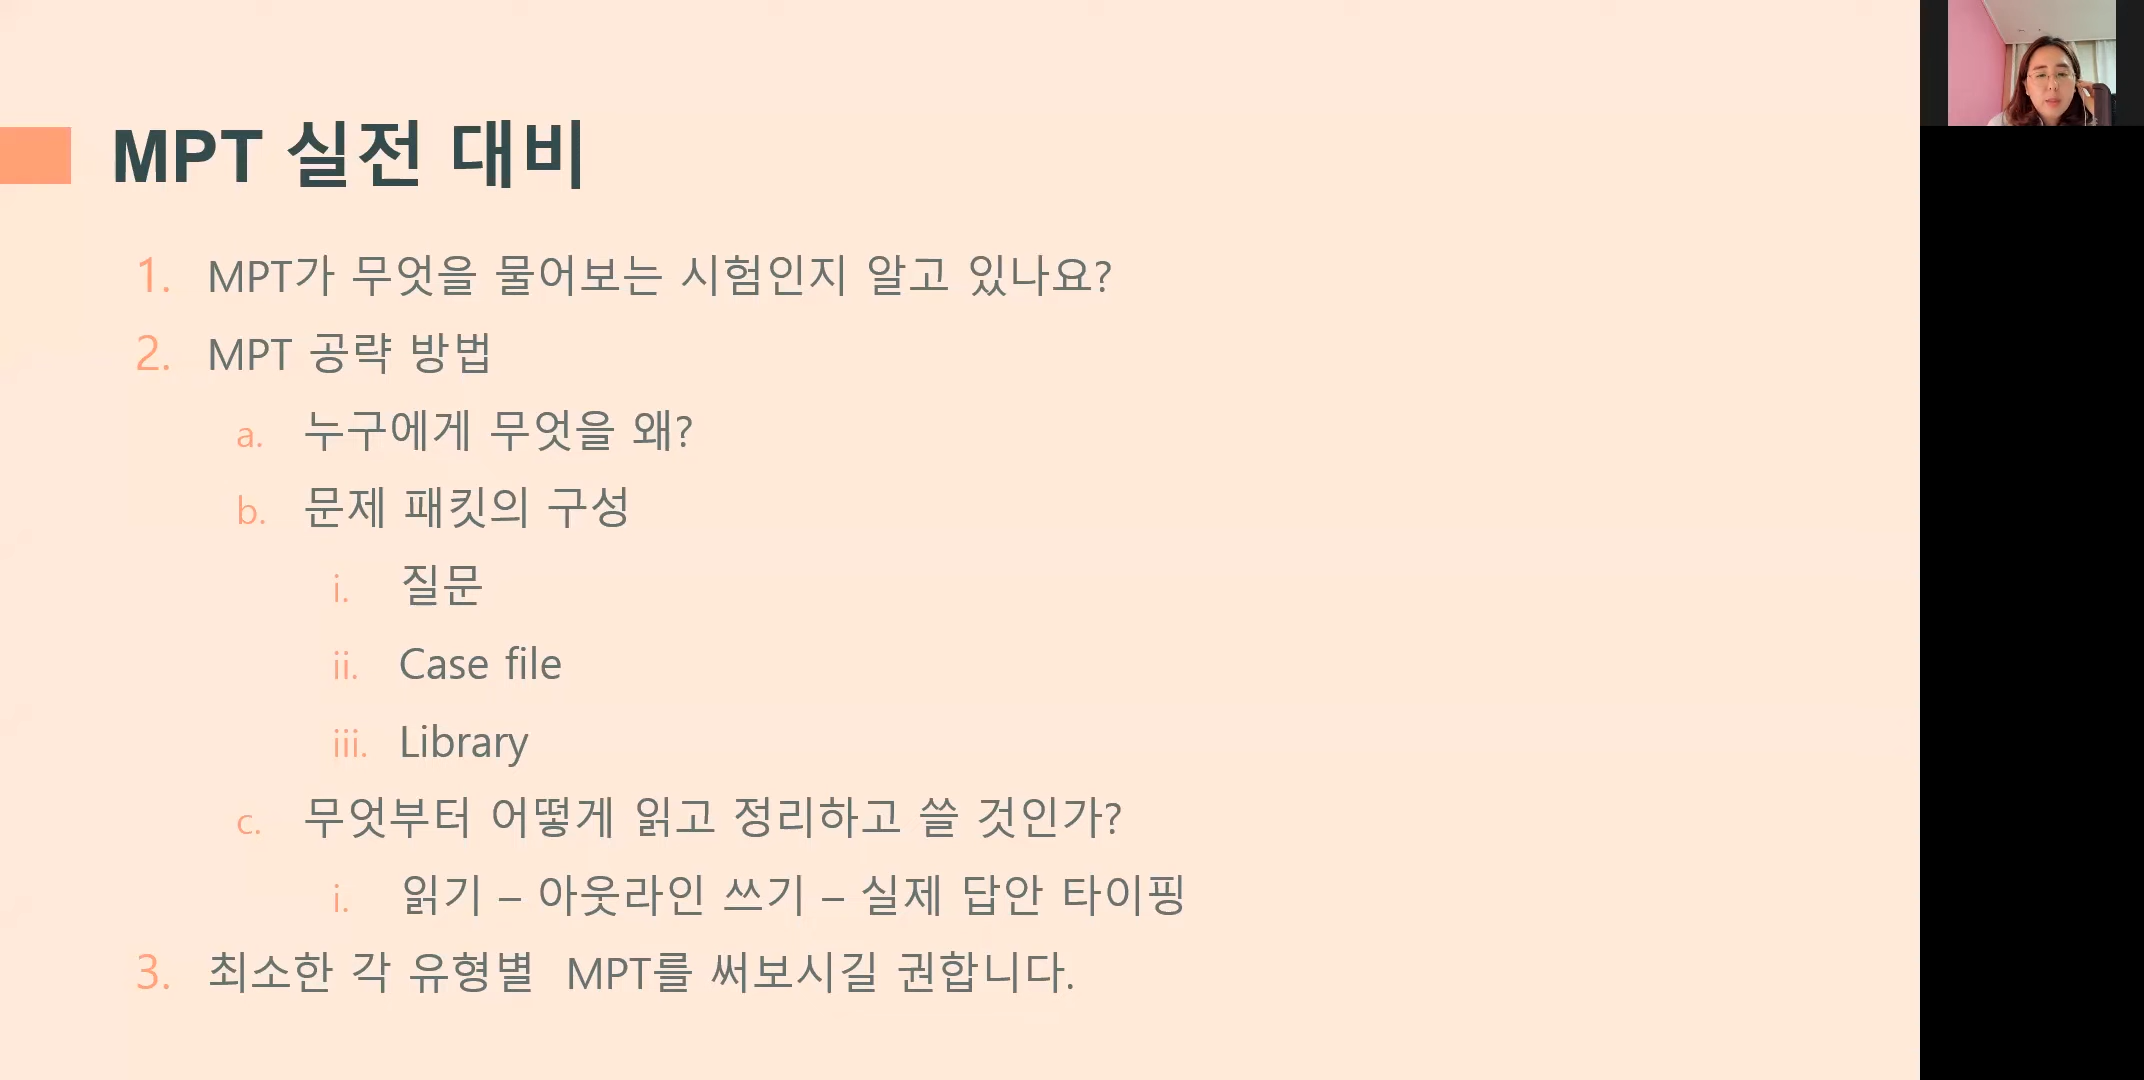 MPT 실전 대비
1. MPT가 무엇을 물어보는 시험인지 알고 있나요?
2. MPT 공략 방법
a. 누구에게 무엇을 왜?
b. 문제 패킷의 구성
i. 질문
ii. Case file
iii. Library
c. 무엇부터 어떻게 읽고 정리하고 쓸 것인가?
i. 읽기 – 아웃라인 쓰기 – 실제 답안 타이핑
3. 최소한 각 유형별 MPT를 써보시길 권합니다.